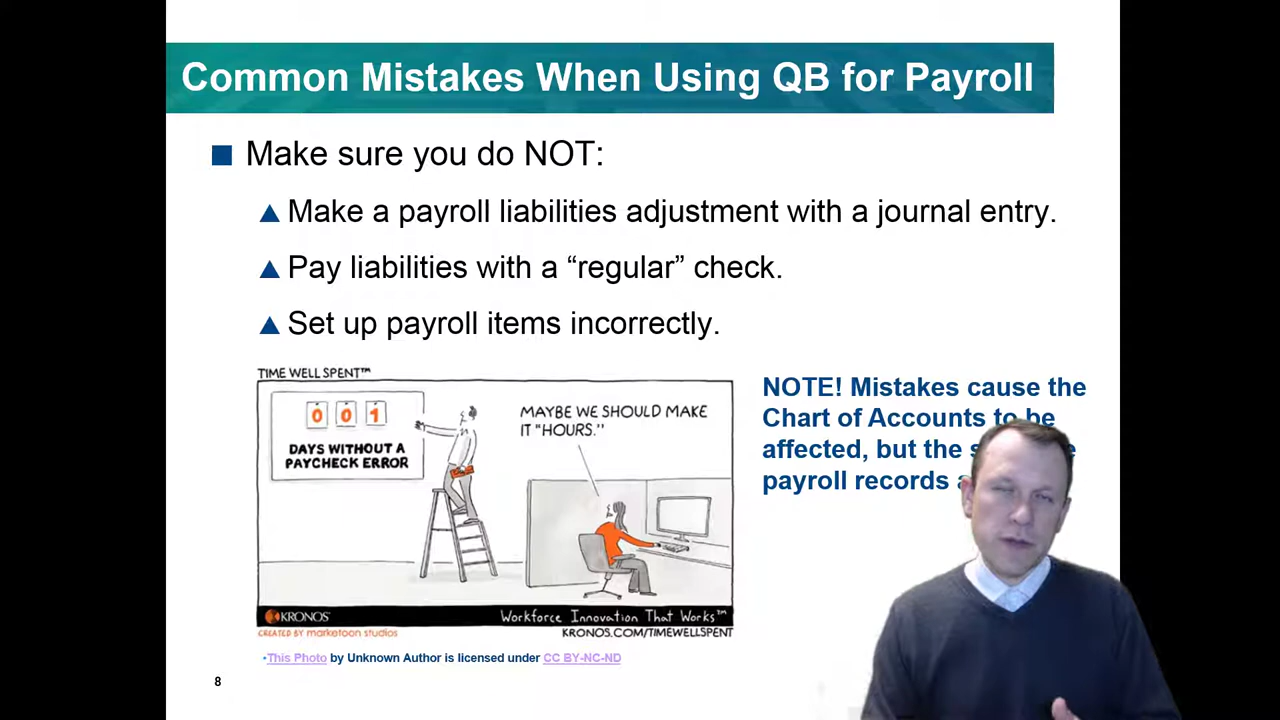 Common Mistakes When Using QB for Payroll
■ Make sure you do NOT:
▲ Make a payroll liabilities adjustment with a journal entry.
▲ Pay liabilities with a “regular” check.
▲ Set up payroll items incorrectly.
TIME WELL SPENT™
0 0 1
DAYS WITHOUT A
PAYCHECK ERROR
MAYBE WE SHOULD MAKE
IT “HOURS.”
KRONOS®
Workforce Innovation That Works™
CREATED BY marketoon studios
KRONOS.COM/TIMEWELLSPENT
•This Photo by Unknown Author is licensed under CC BY-NC-ND
NOTE! Mistakes cause the
Chart of Accounts to be
affected, but the
payroll records
8